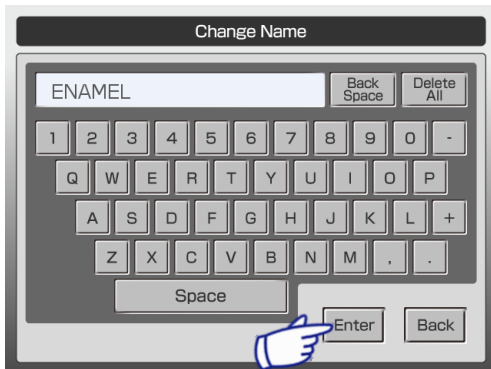 Change Name
ENAMEL
Back Space
Delete All
1 2 3 4 5 6 7 8 9 0 -
Q W E R T Y U I O P
A S D F G H J K L +
Z X C V B N M , .
Space
Enter
Back